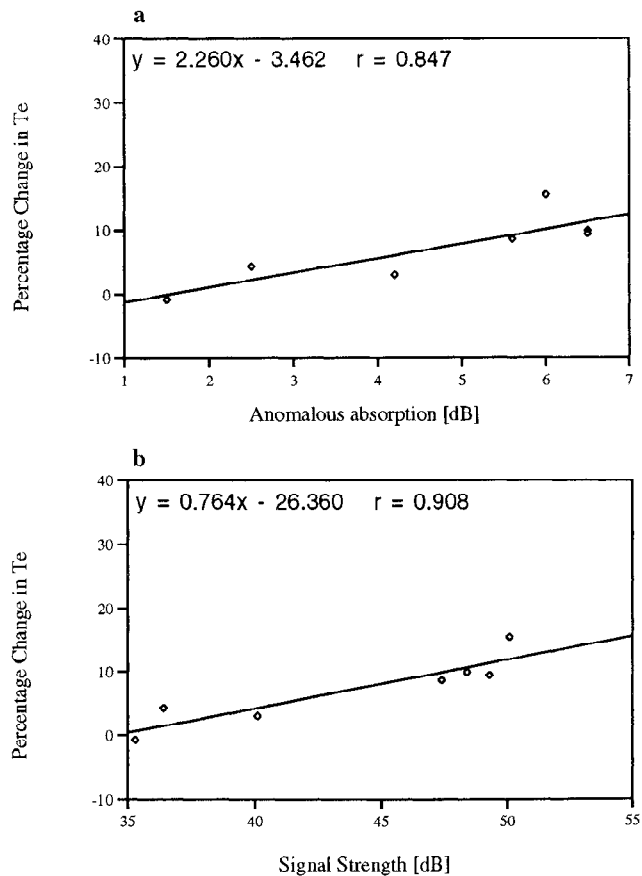 a
y = 2.260x - 3.462 r = 0.847
40
30
20
10
0
-10
Percentage Change in Te
1 2 3 4 5 6 7
Anomalous absorption [dB]
b
y = 0.764x - 26.360 r = 0.908
40
30
20
10
0
-10
Percentage Change in Te
35 40 45 50 55
Signal Strength [dB]